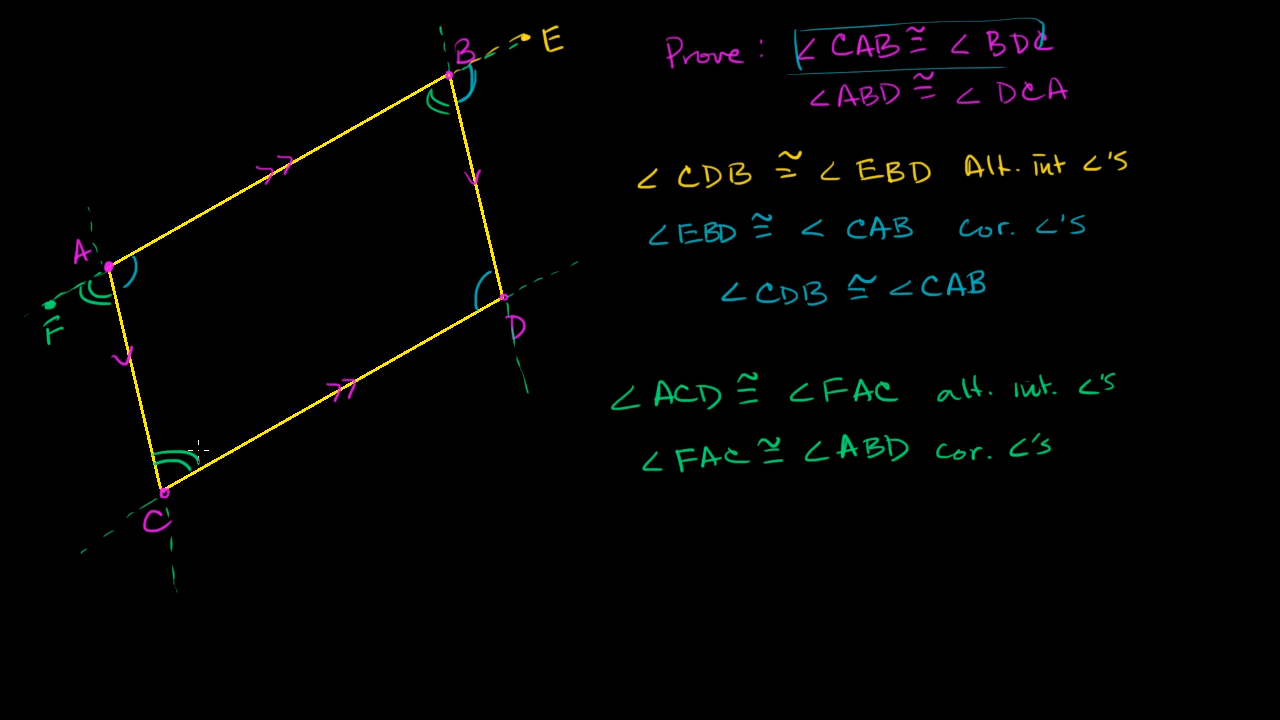 B
E
A
F
D
C
Prove : ∠ CAB ≅ ∠ BDC
∠ABD ≅ ∠ DCA
∠ CDB ≅ ∠ EBD Alt. int ∠'s
∠EBD ≅ ∠ CAB cor. ∠'s
∠CDB ≅ ∠CAB
∠ACD ≅ ∠FAC alt. int. ∠'s
∠FAC ≅ ∠ABD cor. ∠'s